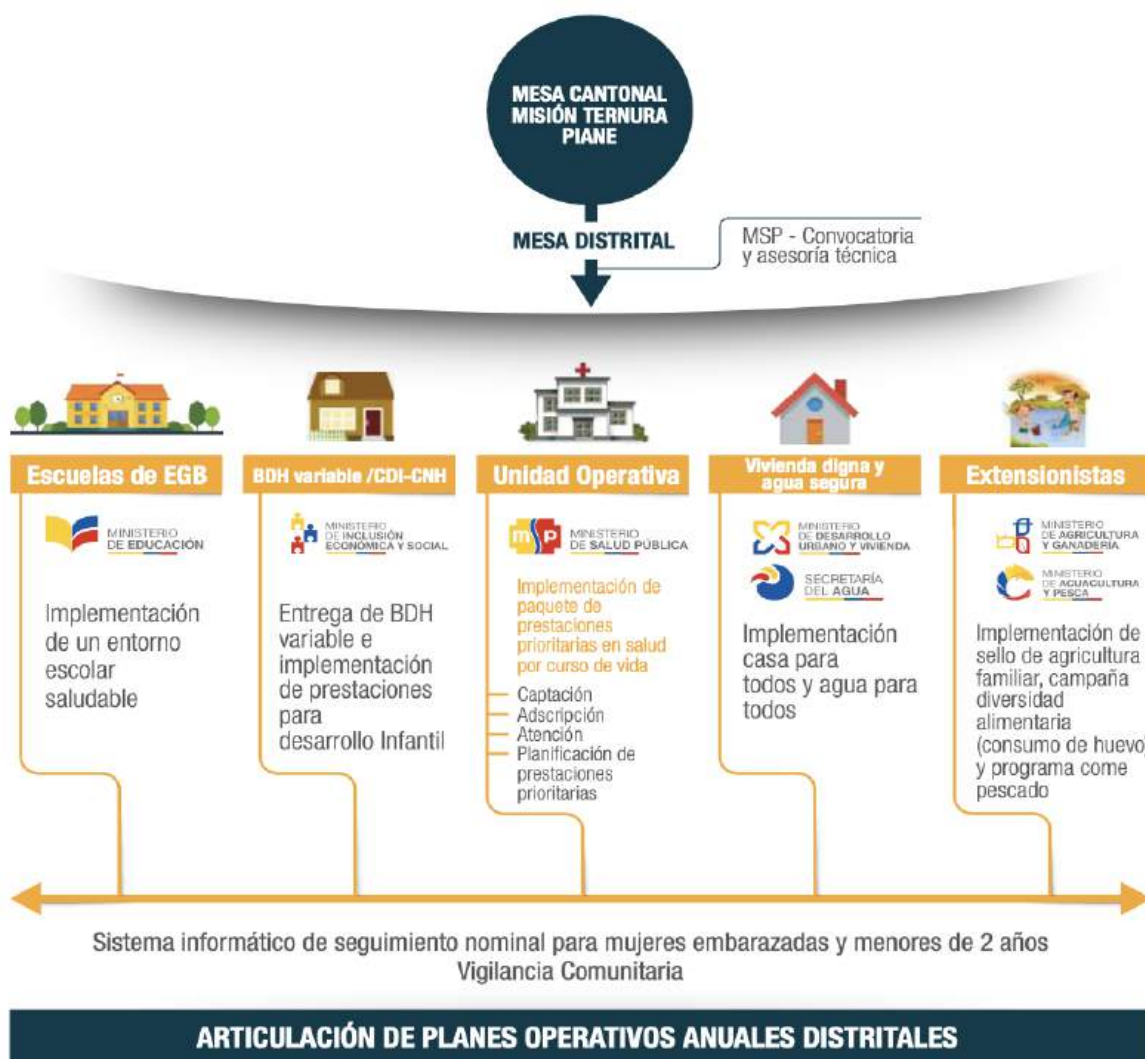 MESA CANTONAL
MISIÓN TERNURA
PIANE
MESA DISTRITAL
MSP - Convocatoria
y asesoría técnica
Escuelas de EGB
MINISTERIO
DE EDUCACIÓN
Implementación
de un entorno
escolar
saludable
BDH variable /CDI-CNH
MINISTERIO
DE INCLUSIÓN
ECONÓMICA Y SOCIAL
Entrega de BDH
variable e
implementación
de prestaciones
para
desarrollo Infantil
Unidad Operativa
msp
MINISTERIO
DE SALUD PÚBLICA
Implementación de
paquete de
prestaciones
prioritarias en salud
por curso de vida
Captación
Adscripción
Atención
Planificación de
prestaciones
prioritarias
Vivienda digna y
agua segura
MINISTERIO
DE DESARROLLO
URBANO Y VIVIENDA
SECRETARÍA
DEL AGUA
Implementación
casa para
todos y agua para
todos
Extensionistas
MINISTERIO
DE AGRICULTURA
Y GANADERÍA
MINISTERIO
DE ACUACULTURA
Y PESCA
Implementación de
sello de agricultura
familiar, campaña
diversidad
alimentaria
(consumo de huevo)
y programa come
pescado
Sistema informático de seguimiento nominal para mujeres embarazadas y menores de 2 años
Vigilancia Comunitaria
ARTICULACIÓN DE PLANES OPERATIVOS ANUALES DISTRITALES